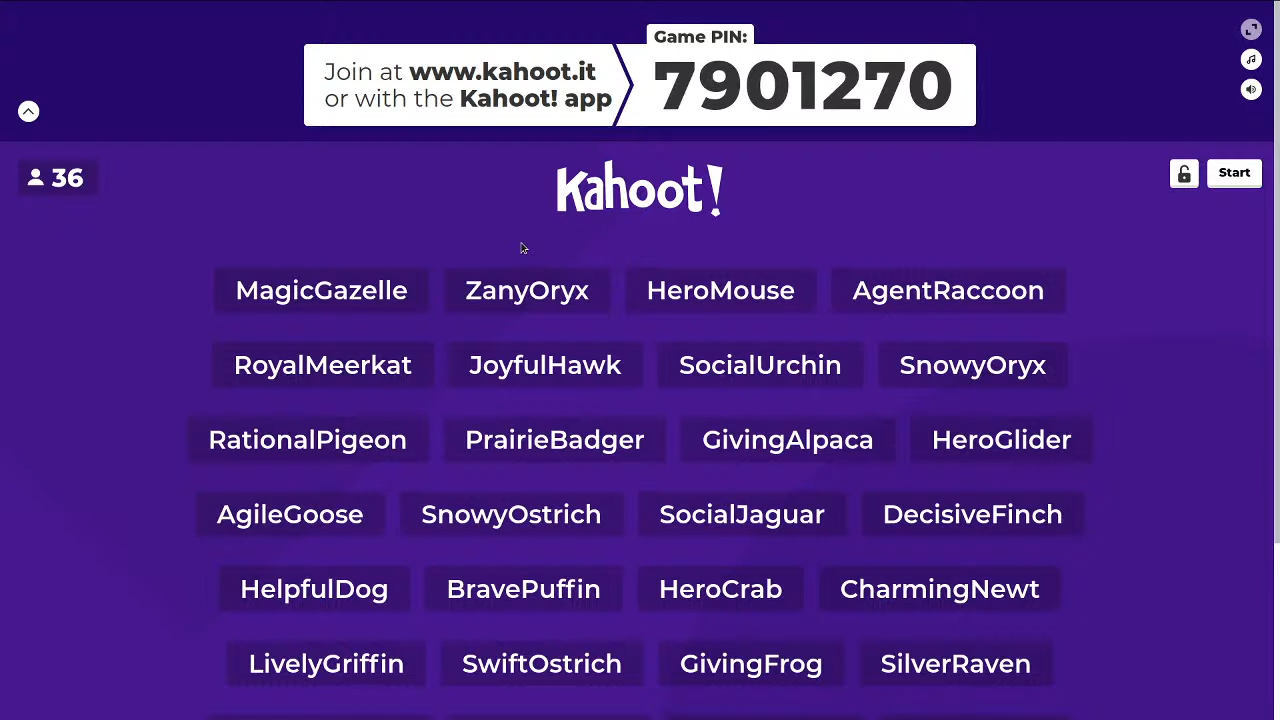 Game PIN:
Join at www.kahoot.it
or with the Kahoot! app
7901270
36
Kahoot!
Start
MagicGazelle ZanyOryx HeroMouse AgentRaccoon
RoyalMeerkat JoyfulHawk SocialUrchin SnowyOryx
RationalPigeon PrairieBadger GivingAlpaca HeroGlider
AgileGoose SnowyOstrich SocialJaguar DecisiveFinch
HelpfulDog BravePuffin HeroCrab CharmingNewt
LivelyGriffin SwiftOstrich GivingFrog SilverRaven